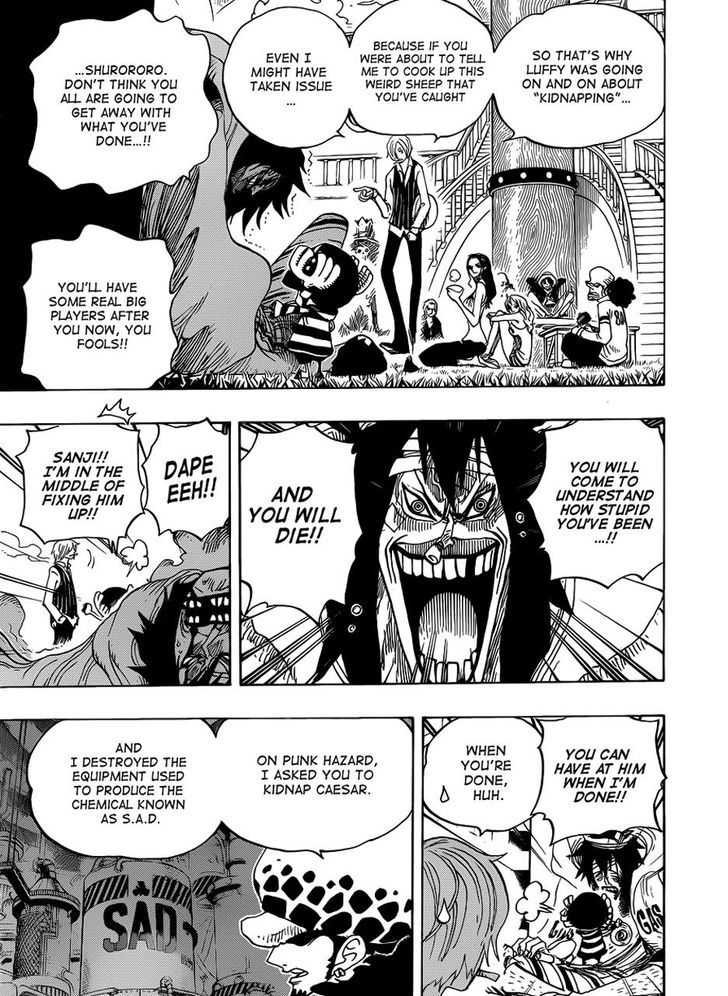 SO THAT'S WHY
LUFFY WAS GOING
ON AND ON ABOUT
"KIDNAPPING"...
BECAUSE IF YOU
WERE ABOUT TO TELL
ME TO COOK UP THIS
WEIRD SHEEP THAT
YOU'VE CAUGHT
EVEN I
MIGHT HAVE
TAKEN ISSUE
...
...SHURORORO.
DON'T THINK YOU
ALL ARE GOING TO
GET AWAY WITH
WHAT YOU'VE
DONE...!!
YOU'LL HAVE
SOME REAL BIG
PLAYERS AFTER
YOU NOW, YOU
FOOLS!!
YOU WILL
COME TO
UNDERSTAND
HOW STUPID
YOU'VE BEEN
...!!
AND
YOU WILL
DIE!!
DAPE
EEH!!
SANJI!!
I'M IN THE
MIDDLE OF
FIXING HIM
UP!!
YOU CAN
HAVE AT HIM
WHEN I'M
DONE!!
WHEN
YOU'RE
DONE,
HUH.
GAS
GAS
ON PUNK HAZARD,
I ASKED YOU TO
KIDNAP CAESAR.
AND
I DESTROYED THE
EQUIPMENT USED
TO PRODUCE THE
CHEMICAL KNOWN
AS S.A.D.
SAD